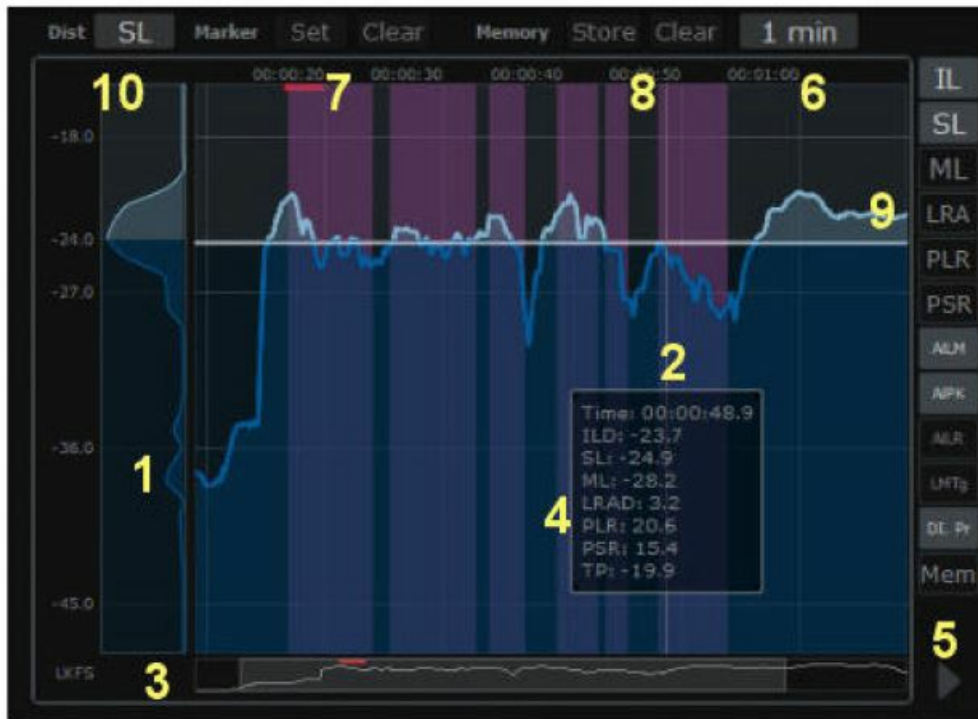 Dist SL Marker Set Clear Memory Store Clear 1 min
00:00:20 00:00:30 00:00:40 00:00:50 00:01:00
10 7 8 6
IL
-18.0
SL
ML
LRA
9
-24.0
PLR
-27.0
PSR
AILM
2
AIPK
Time: 00:00:48.9
ILD: -23.7
AILR
-36.0
SL: -24.9
1
ML: -28.2
LMTg
LRAD: 3.2
4
PLR: 20.6
DI. Pr
PSR: 15.4
TP: -19.9
Mem
-45.0
5
LKFS
3